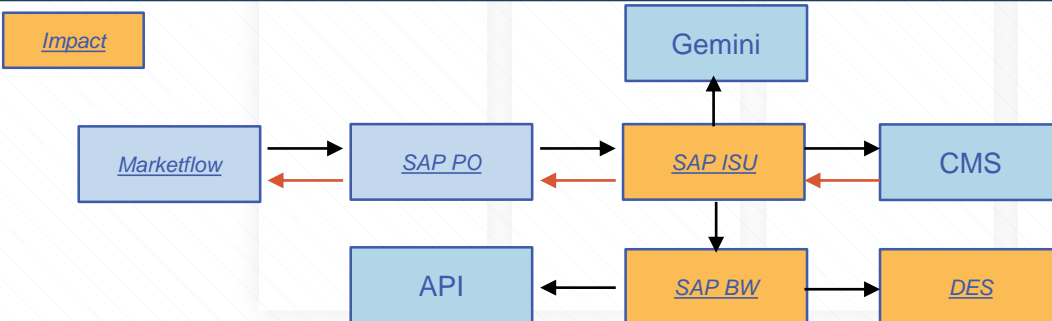 Impact
Gemini
Marketflow
SAP PO
SAP ISU
CMS
API
SAP BW
DES